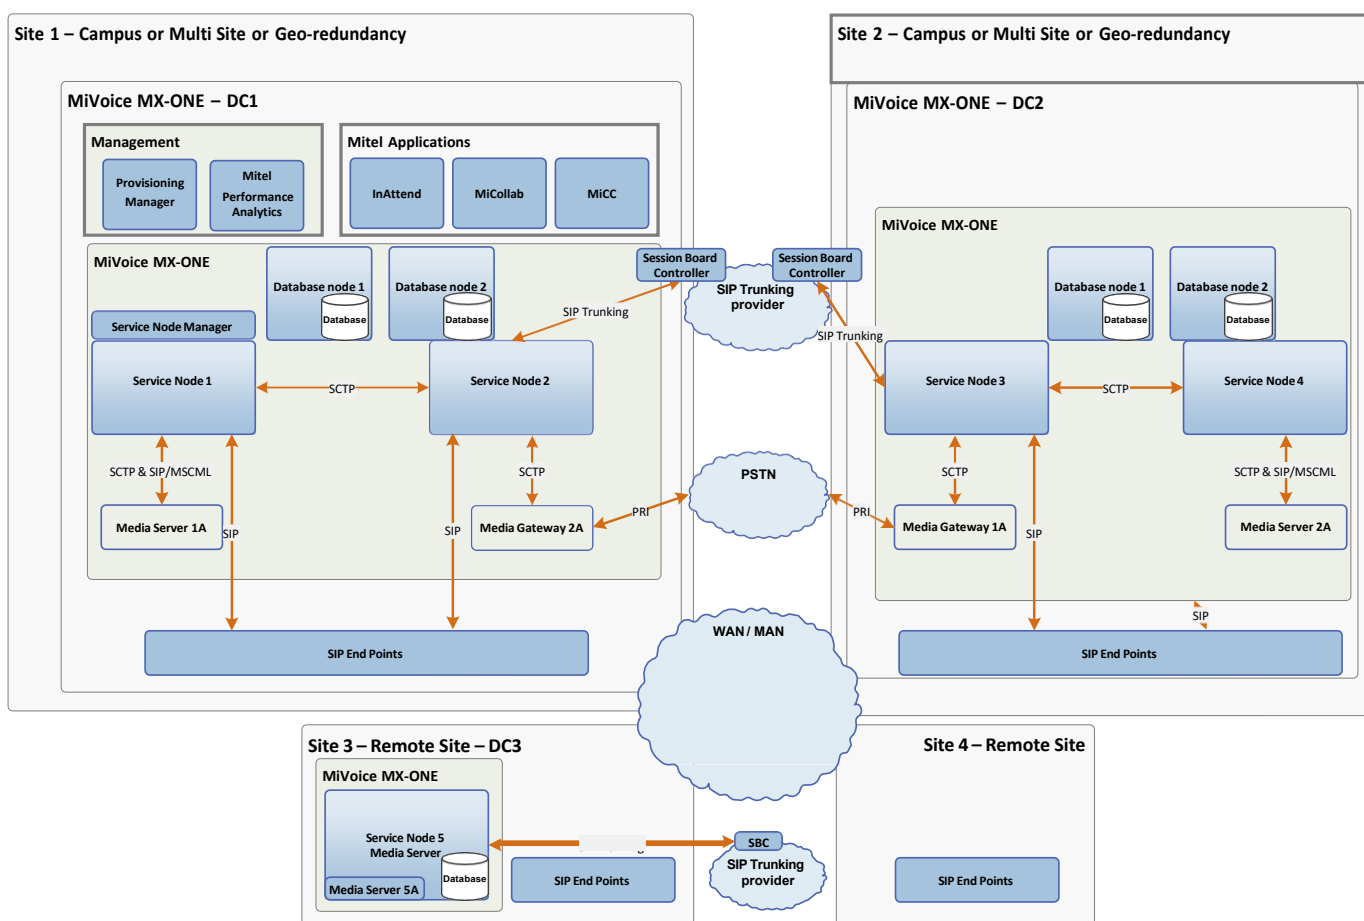 Site 1 – Campus or Multi Site or Geo-redundancy
MiVoice MX-ONE – DC1
Management
Provisioning
Manager
Mitel
Performance
Analytics
Mitel Applications
InAttend
MiCollab
MiCC
MiVoice MX-ONE
Database node 1
Database
Database node 2
Database
Service Node Manager
Service Node 1
SCTP
Service Node 2
SIP Trunking
SCTP & SIP/MSCML
SIP
SIP
SCTP
Media Server 1A
Media Gateway 2A
PRI
SIP End Points
Session Board
Controller
Session Board
Controller
SIP Trunking
provider
SIP Trunking
PSTN
PRI
WAN / MAN
Site 2 – Campus or Multi Site or Geo-redundancy
MiVoice MX-ONE – DC2
MiVoice MX-ONE
Database node 1
Database
Database node 2
Database
Service Node 3
SCTP
Service Node 4
SCTP
SIP
SCTP & SIP/MSCML
Media Gateway 1A
Media Server 2A
SIP
SIP End Points
Site 3 – Remote Site – DC3
MiVoice MX-ONE
Service Node 5
Media Server
Database
Media Server 5A
SIP End Points
SBC
SIP Trunking
provider
Site 4 – Remote Site
SIP End Points